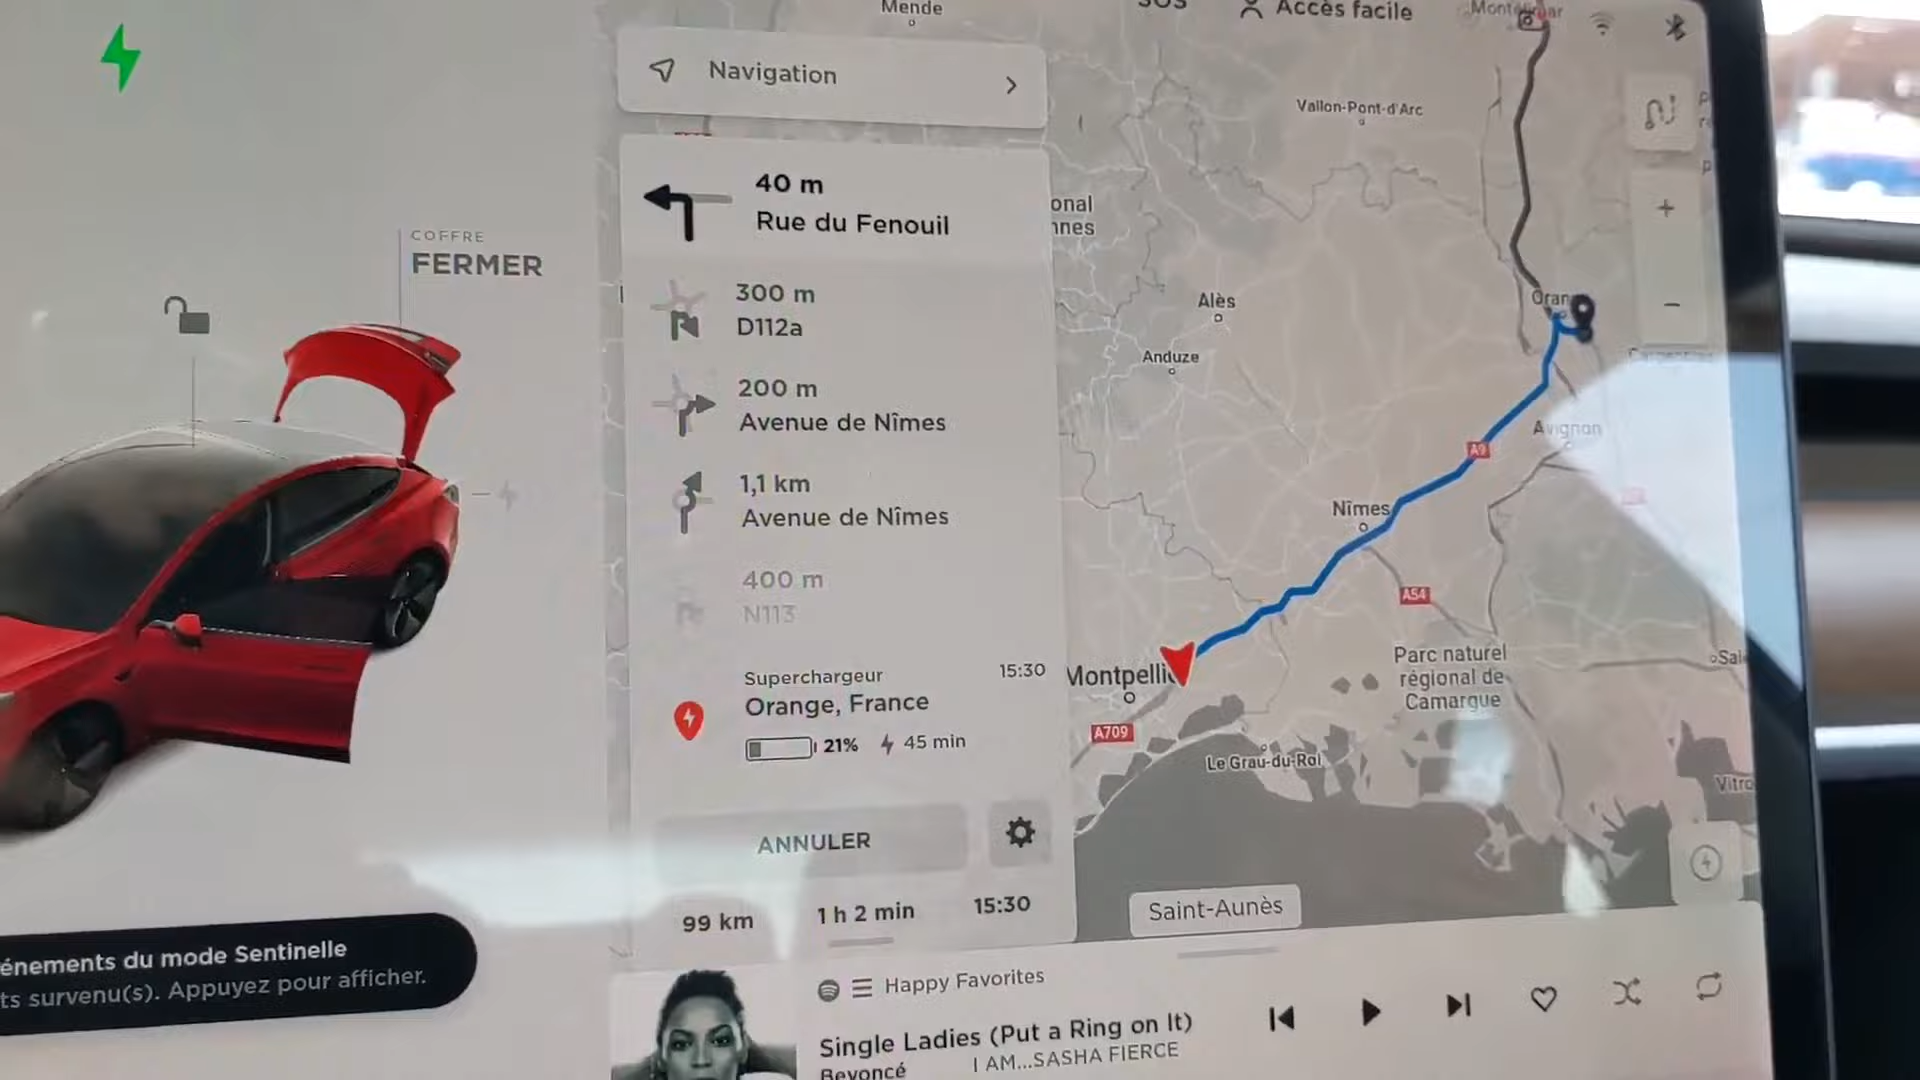 Mende
SOS
Accès facile
Montélimar
Navigation
Vallon-Pont-d'Arc
40 m
Rue du Fenouil
onal
nnes
COFFRE
FERMER
300 m
D112a
Alès
Anduze
200 m
Avenue de Nîmes
Avignon
A9
1,1 km
Avenue de Nîmes
Nîmes
400 m
N113
A54
Superchargeur
15:30
Orange, France
21%
45 min
Montpelli
Parc naturel
régional de
Camargue
A709
Le Grau-du-Roi
Vitro
ANNULER
99 km
1 h 2 min
15:30
Saint-Aunès
énements du mode Sentinelle
ts survenu(s). Appuyez pour afficher.
Happy Favorites
Single Ladies (Put a Ring on It)
Beyoncé
I AM...SASHA FIERCE